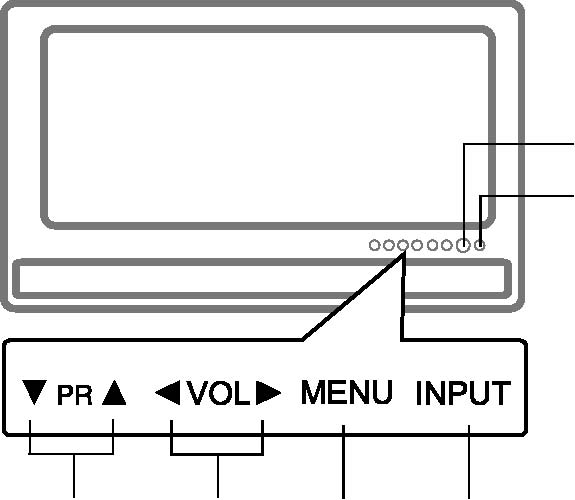 ▼ PR ▲ ◀ VOL ▶ MENU INPUT